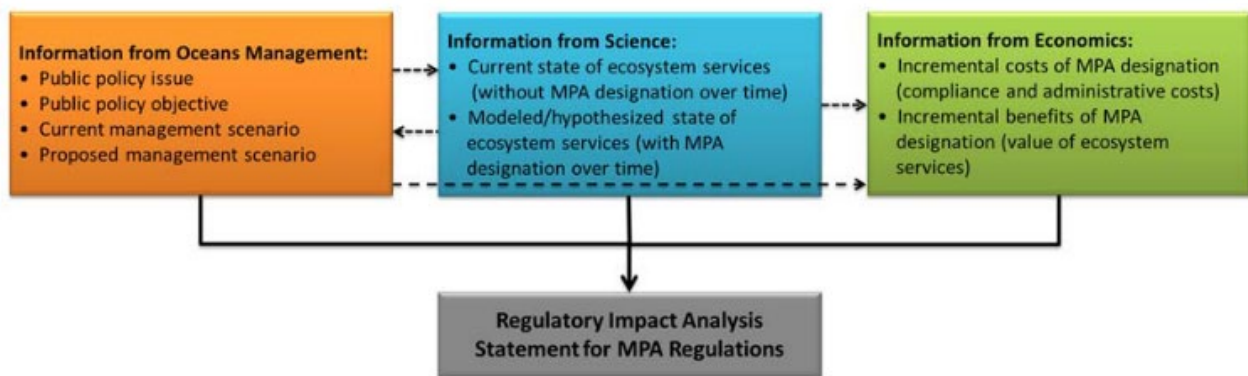 Information from Oceans Management:
• Public policy issue
• Public policy objective
• Current management scenario
• Proposed management scenario
Information from Science:
• Current state of ecosystem services
(without MPA designation over time)
• Modeled/hypothesized state of
ecosystem services (with MPA
designation over time)
Information from Economics:
• Incremental costs of MPA designation
(compliance and administrative costs)
• Incremental benefits of MPA
designation (value of ecosystem
services)
Regulatory Impact Analysis
Statement for MPA Regulations